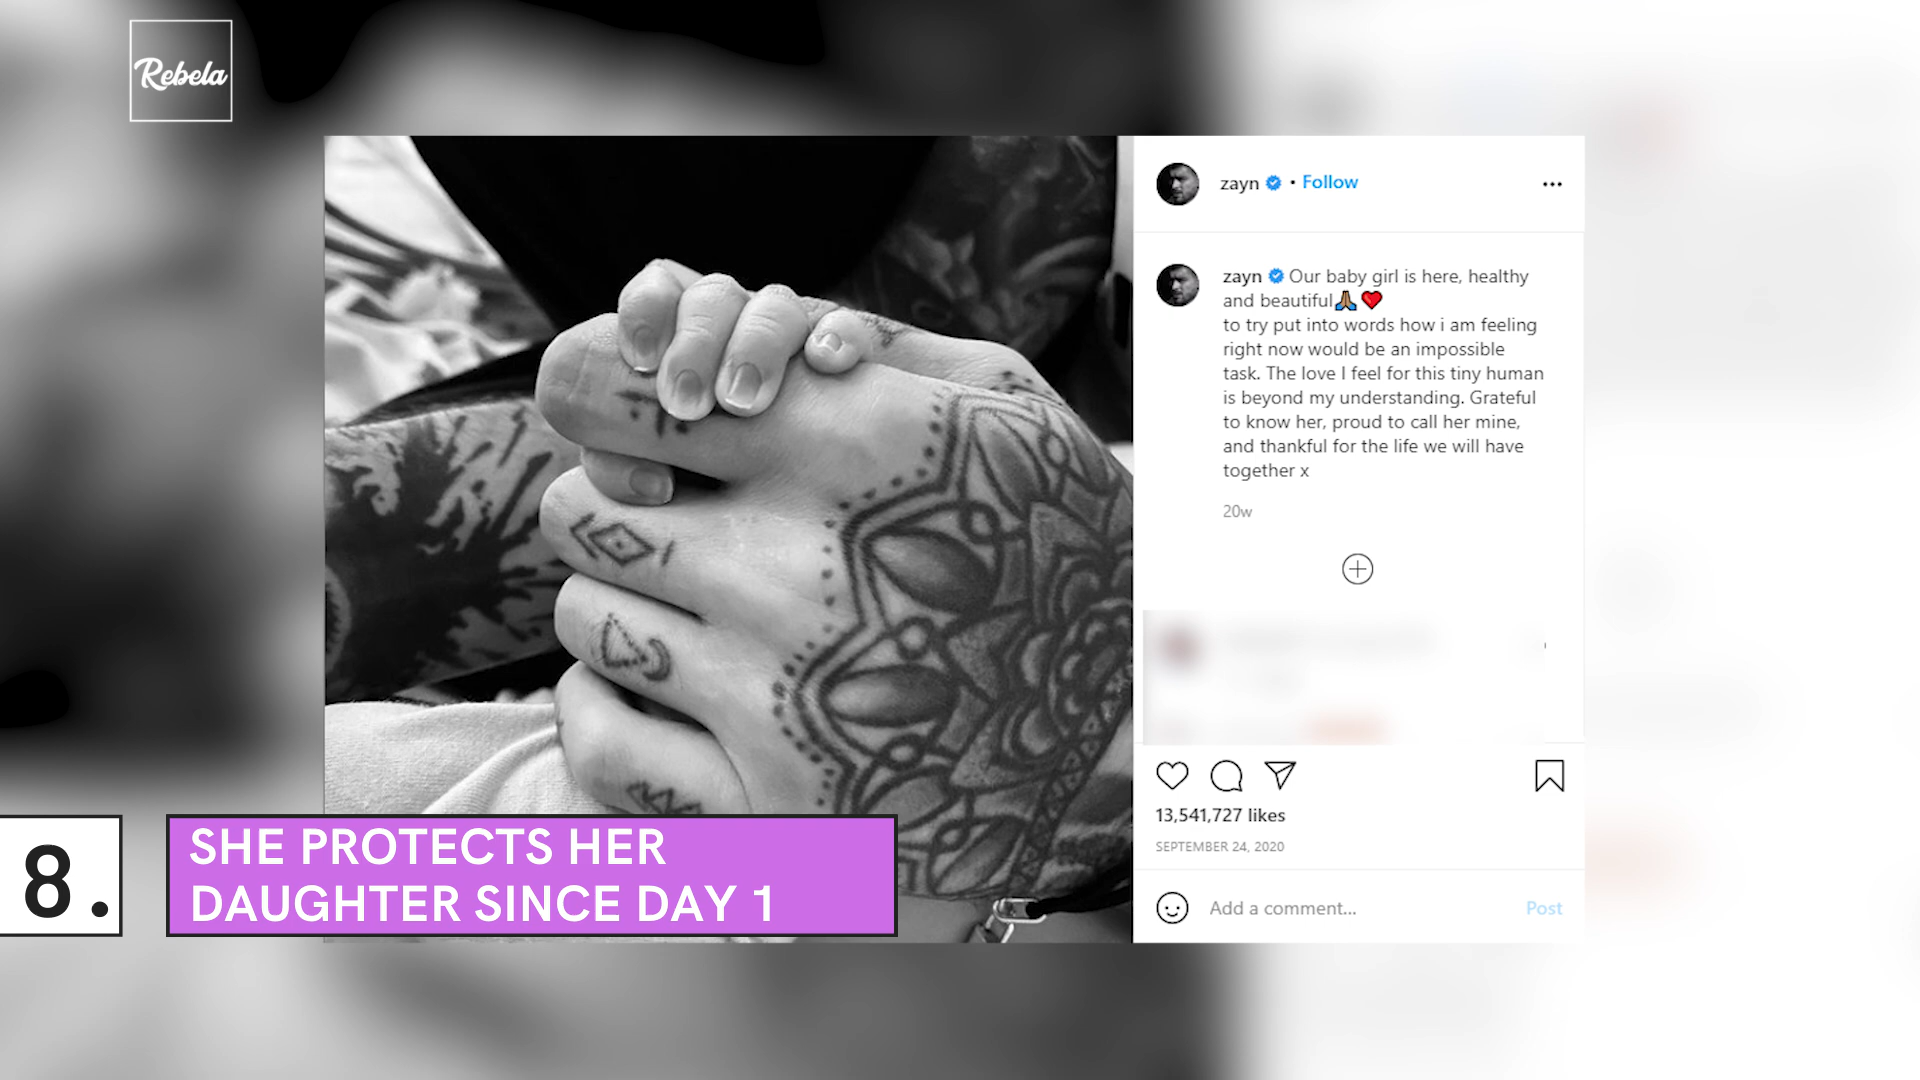 Rebela
zayn • Follow
zayn Our baby girl is here, healthy
and beautiful🙏🏽❤️
to try put into words how i am feeling
right now would be an impossible
task. The love I feel for this tiny human
is beyond my understanding. Grateful
to know her, proud to call her mine,
and thankful for the life we will have
together x
20w
13,541,727 likes
SEPTEMBER 24, 2020
Add a comment... Post
8.
SHE PROTECTS HER
DAUGHTER SINCE DAY 1